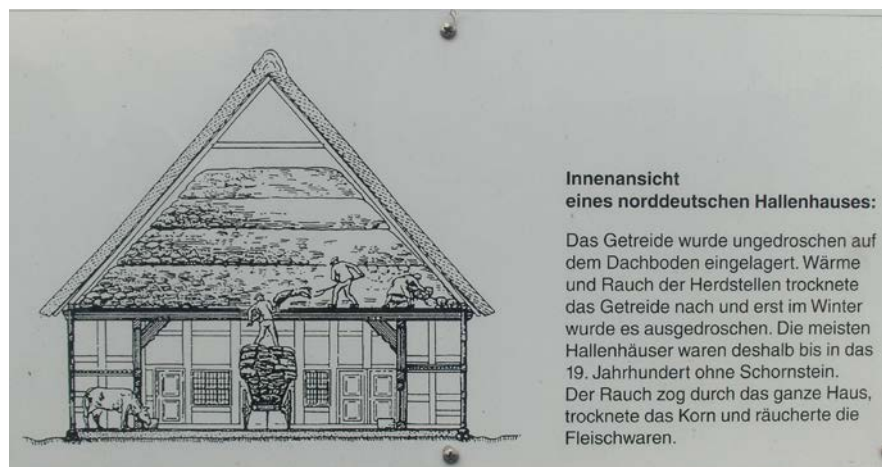 Innenansicht
eines norddeutschen Hallenhauses:
Das Getreide wurde ungedroschen auf
dem Dachboden eingelagert. Wärme
und Rauch der Herdstellen trocknete
das Getreide nach und erst im Winter
wurde es ausgedroschen. Die meisten
Hallenhäuser waren deshalb bis in das
19. Jahrhundert ohne Schornstein.
Der Rauch zog durch das ganze Haus,
trocknete das Korn und räucherte die
Fleischwaren.